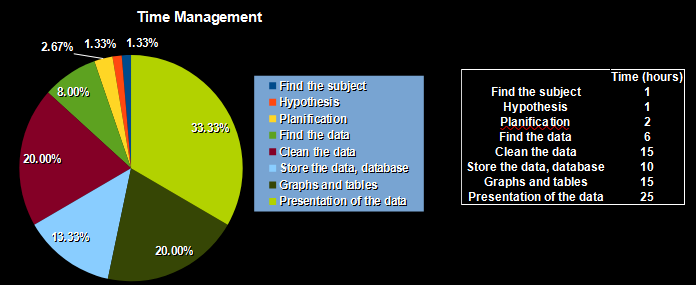 Time Management
2.67%
1.33%
1.33%
8.00%
33.33%
20.00%
13.33%
20.00%
Find the subject
Hypothesis
Planification
Find the data
Clean the data
Store the data, database
Graphs and tables
Presentation of the data
Time (hours)
Find the subject 1
Hypothesis 1
Planification 2
Find the data 6
Clean the data 15
Store the data, database 10
Graphs and tables 15
Presentation of the data 25